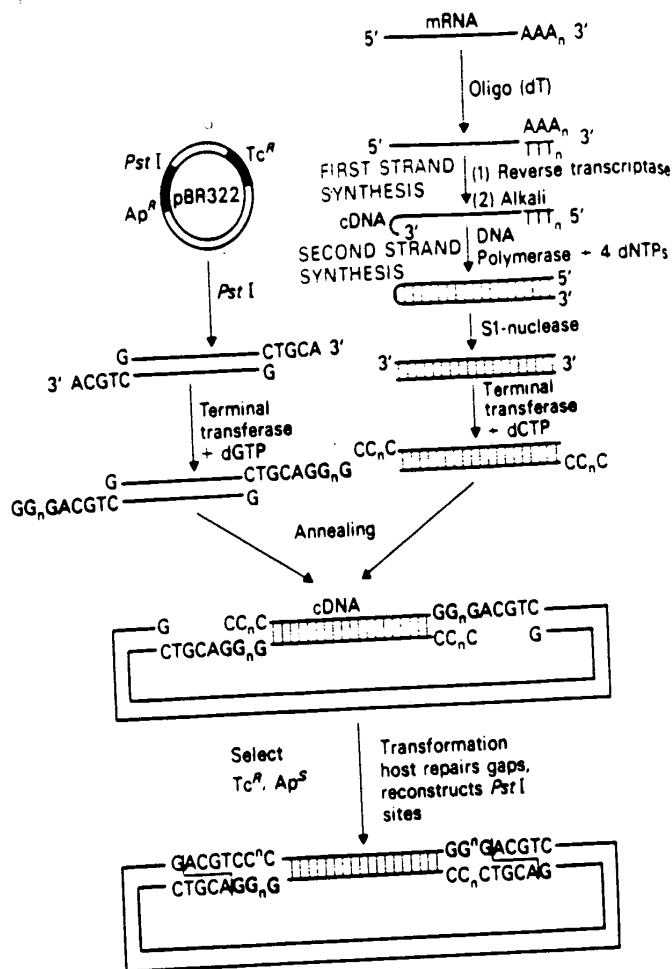 mRNA
5' AAAₙ 3'
Oligo (dT)
AAAₙ
5' 3'
TTTₙ
FIRST STRAND
SYNTHESIS
(1) Reverse transcriptase
(2) Alkali
cDNA 3' TTTₙ 5'
SECOND STRAND
SYNTHESIS
DNA
Polymerase + 4 dNTPs
5'
3'
S1-nuclease
3' 3'
Terminal
transferase
+ dCTP
CCₙC
CCₙC
Pst I
Tcᴿ
Apᴿ
pBR322
Pst I
G CTGCA 3'
3' ACGTC G
Terminal
transferase
+ dGTP
G CTGCAGGₙG
GGₙGACGTC G
Annealing
cDNA
G CCₙC GGₙGACGTC
CTGCAGGₙG CCₙC G
Select
Tcᴿ, Apˢ
Transformation
host repairs gaps,
reconstructs Pst I
sites
GACGTCCⁿC GGⁿGACGTC
CTGCAGGₙG CCₙCTGCAG